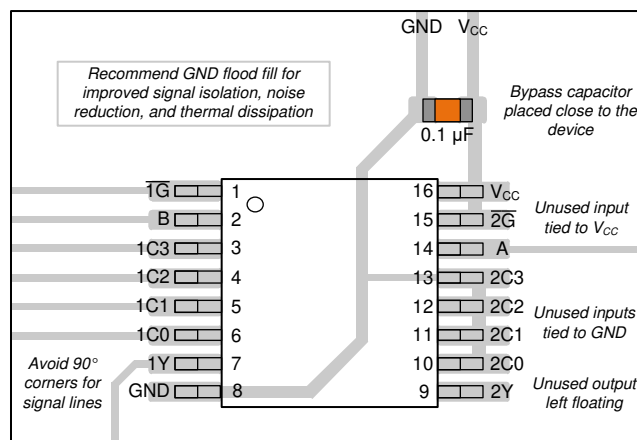 GND VCC
Recommend GND flood fill for
improved signal isolation, noise
reduction, and thermal dissipation
Bypass capacitor
placed close to the
device
0.1 µF
1G 1 16 VCC
B 2 15 2G
Unused input
tied to VCC
1C3 3 14 A
1C2 4 13 2C3
1C1 5 12 2C2
1C0 6 11 2C1
Unused inputs
tied to GND
1Y 7 10 2C0
GND 8 9 2Y
Avoid 90°
corners for
signal lines
Unused output
left floating